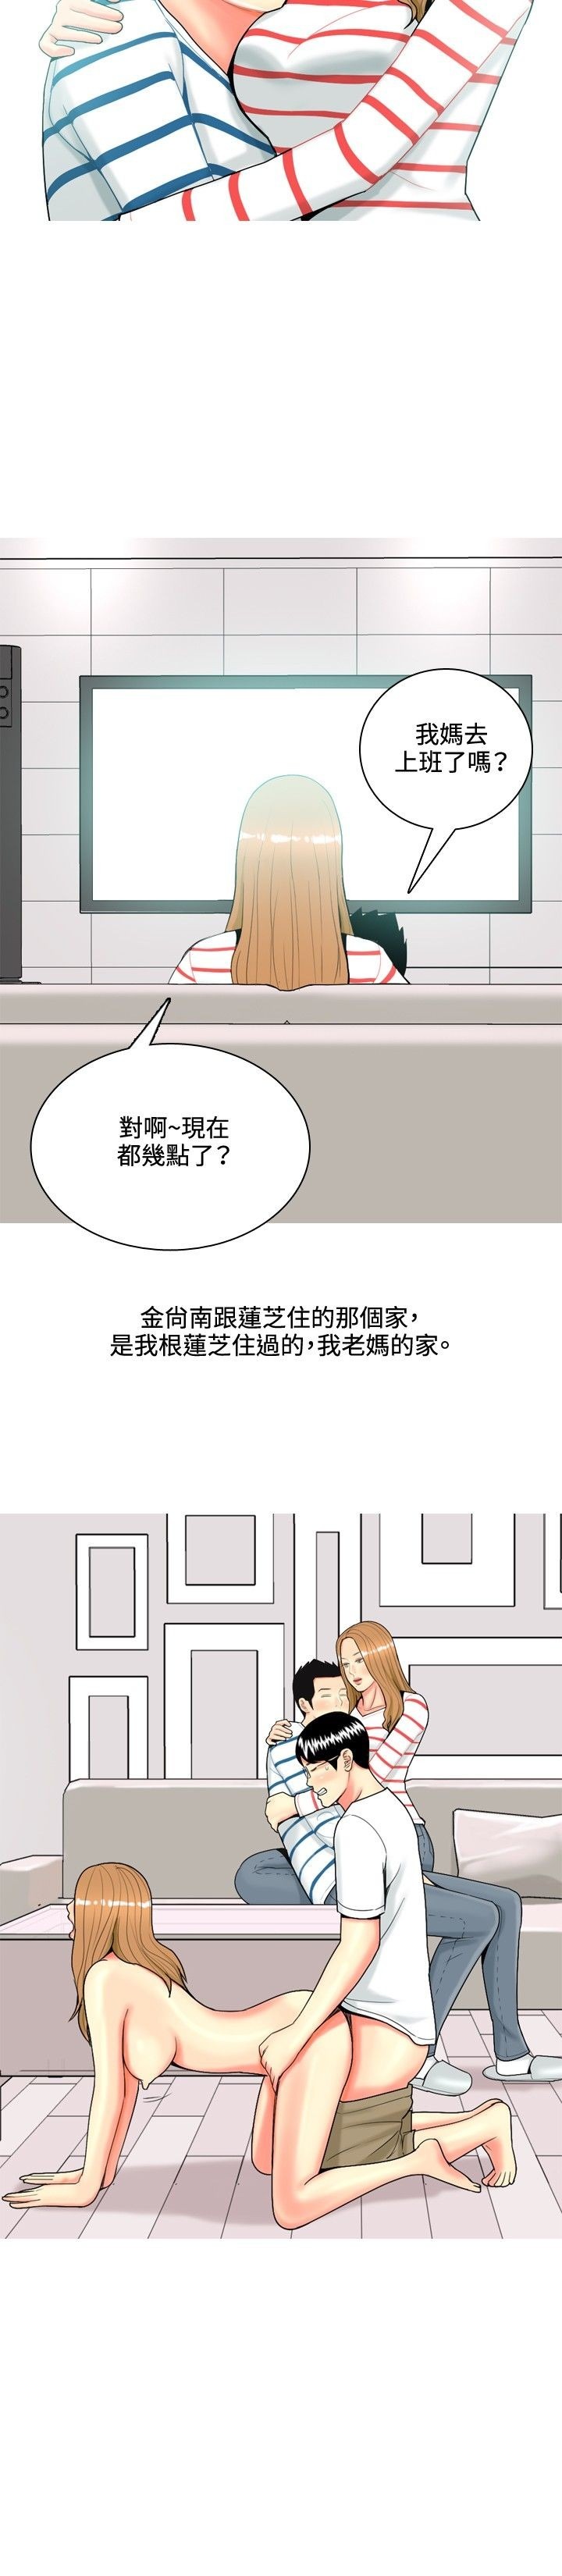 我媽去
上班了嗎？
對啊~現在
都幾點了？
金尚南跟蓮芝住的那個家，
是我根蓮芝住過的，我老媽的家。